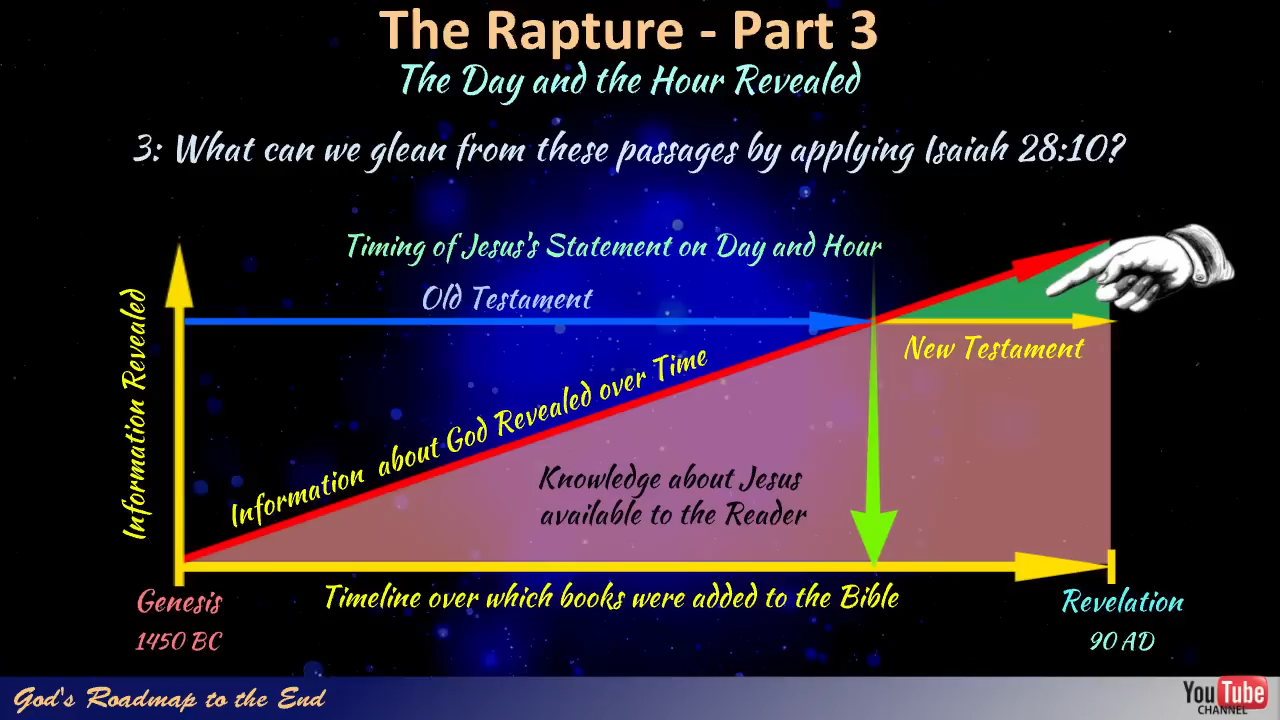 The Rapture - Part 3
The Day and the Hour Revealed
3: What can we glean from these passages by applying Isaiah 28:10?
Timing of Jesus's Statement on Day and Hour
Old Testament
New Testament
Information Revealed
Information about God Revealed over Time
Knowledge about Jesus
available to the Reader
Timeline over which books were added to the Bible
Genesis
1450 BC
Revelation
90 AD
God's Roadmap to the End
YouTube
CHANNEL